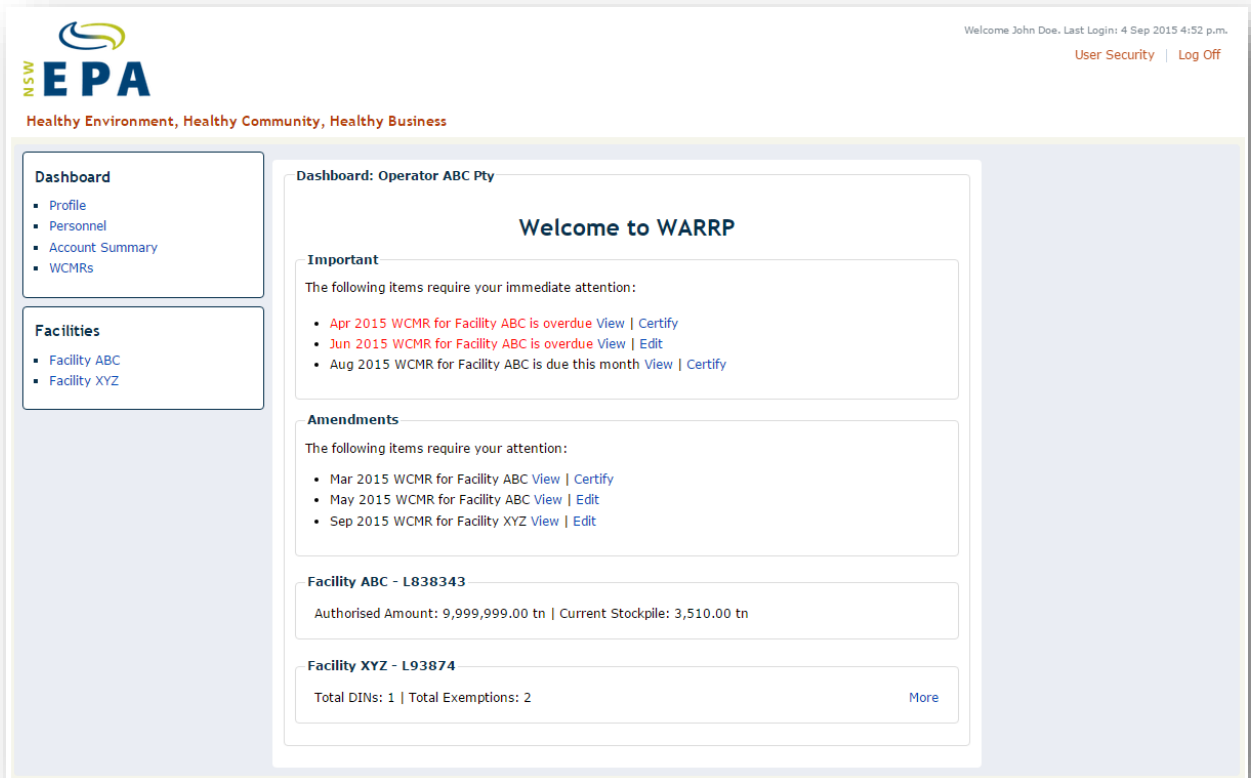 Welcome John Doe. Last Login: 4 Sep 2015 4:52 p.m.
User Security | Log Off
NSW
EPA
Healthy Environment, Healthy Community, Healthy Business
Dashboard
Profile
Personnel
Account Summary
WCMRs
Facilities
Facility ABC
Facility XYZ
Dashboard: Operator ABC Pty
Welcome to WARRP
Important
The following items require your immediate attention:
Apr 2015 WCMR for Facility ABC is overdue View | Certify
Jun 2015 WCMR for Facility ABC is overdue View | Edit
Aug 2015 WCMR for Facility ABC is due this month View | Certify
Amendments
The following items require your attention:
Mar 2015 WCMR for Facility ABC View | Certify
May 2015 WCMR for Facility ABC View | Edit
Sep 2015 WCMR for Facility XYZ View | Edit
Facility ABC - L838343
Authorised Amount: 9,999,999.00 tn | Current Stockpile: 3,510.00 tn
Facility XYZ - L93874
Total DINs: 1 | Total Exemptions: 2 More